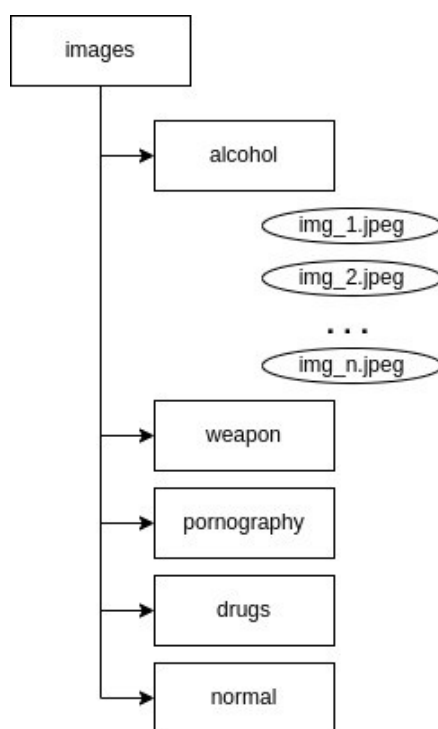 images
alcohol
img_1.jpeg
img_2.jpeg
...
img_n.jpeg
weapon
pornography
drugs
normal